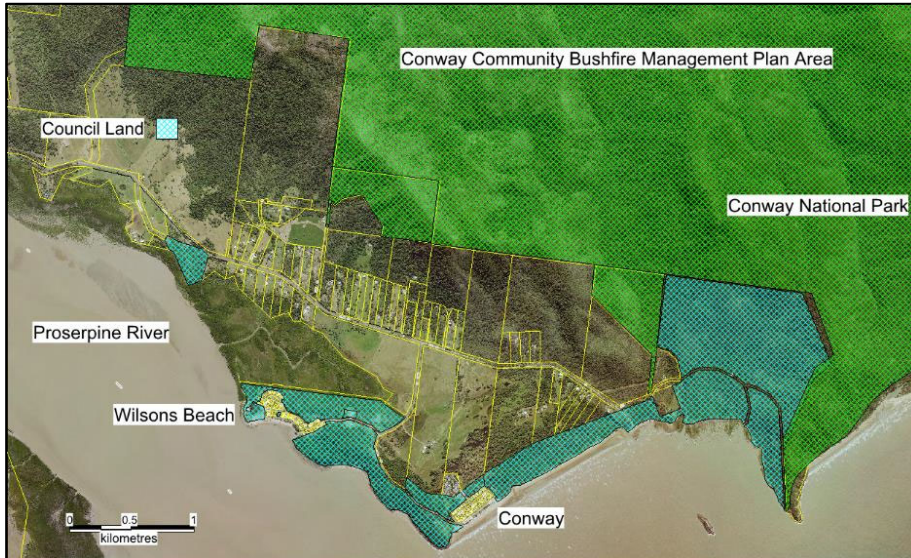 Conway Community Bushfire Management Plan Area
Council Land
Conway National Park
Proserpine River
Wilsons Beach
Conway
0 0.5 1
kilometres